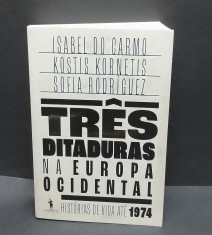 ISABEL DO CARMO
KOSTIS KORNETIS
SOFIA RODRÍGUEZ
TRÊS
DITADURAS
NA EUROPA
OCIDENTAL
HISTÓRIAS DE VIDA ATÉ 1974